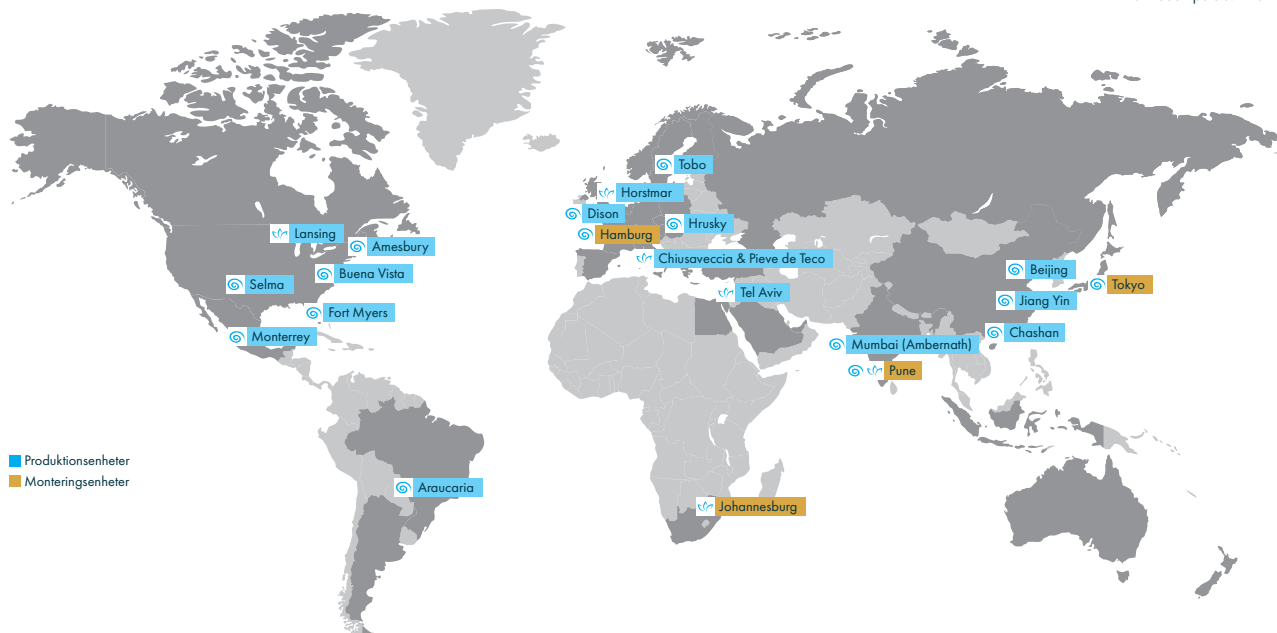 Tobo
Horstmar
Dison
Hrusky
Hamburg
Lansing
Amesbury
Chiusaveccia & Pieve de Teco
Buena Vista
Beijing
Selma
Tokyo
Tel Aviv
Jiang Yin
Fort Myers
Chashan
Monterrey
Mumbai (Ambernath)
Pune
Produktionsenheter
Monteringsenheter
Araucaria
Johannesburg